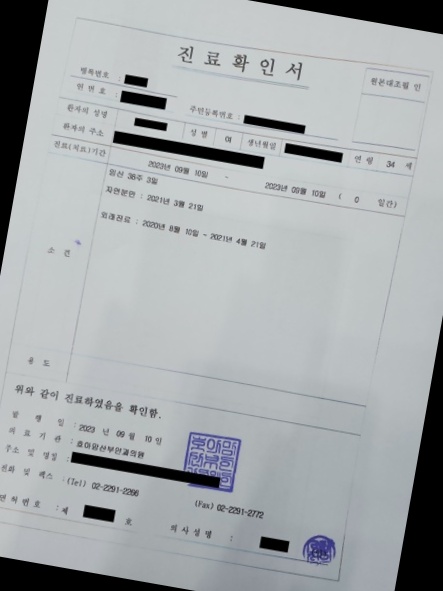 진료확인서
원본대조필 인
병록번호 :
연번호 :
주민등록번호 :
환자의 성명 성별 여 생년월일 연령 34 세
환자의 주소
진료(치료)기간 2023년 09월 10일 - 2023년 09월 10일 ( 0 일간)
임신 38주 3일
자연분만 : 2021년 3월 21일
외래진료 : 2020년 8월 10일 - 2021년 4월 21일
소견
용도
위와 같이 진료하였음을 확인함.
발행일 : 2023 년 09 월 10 일
의료기관 : 효아맘산부인과의원
주소 및 명칭 :
전화 및 팩스 : (Tel) 02-2291-2266 (Fax) 02-2291-2772
면허번호 : 제 호 의사성명 :